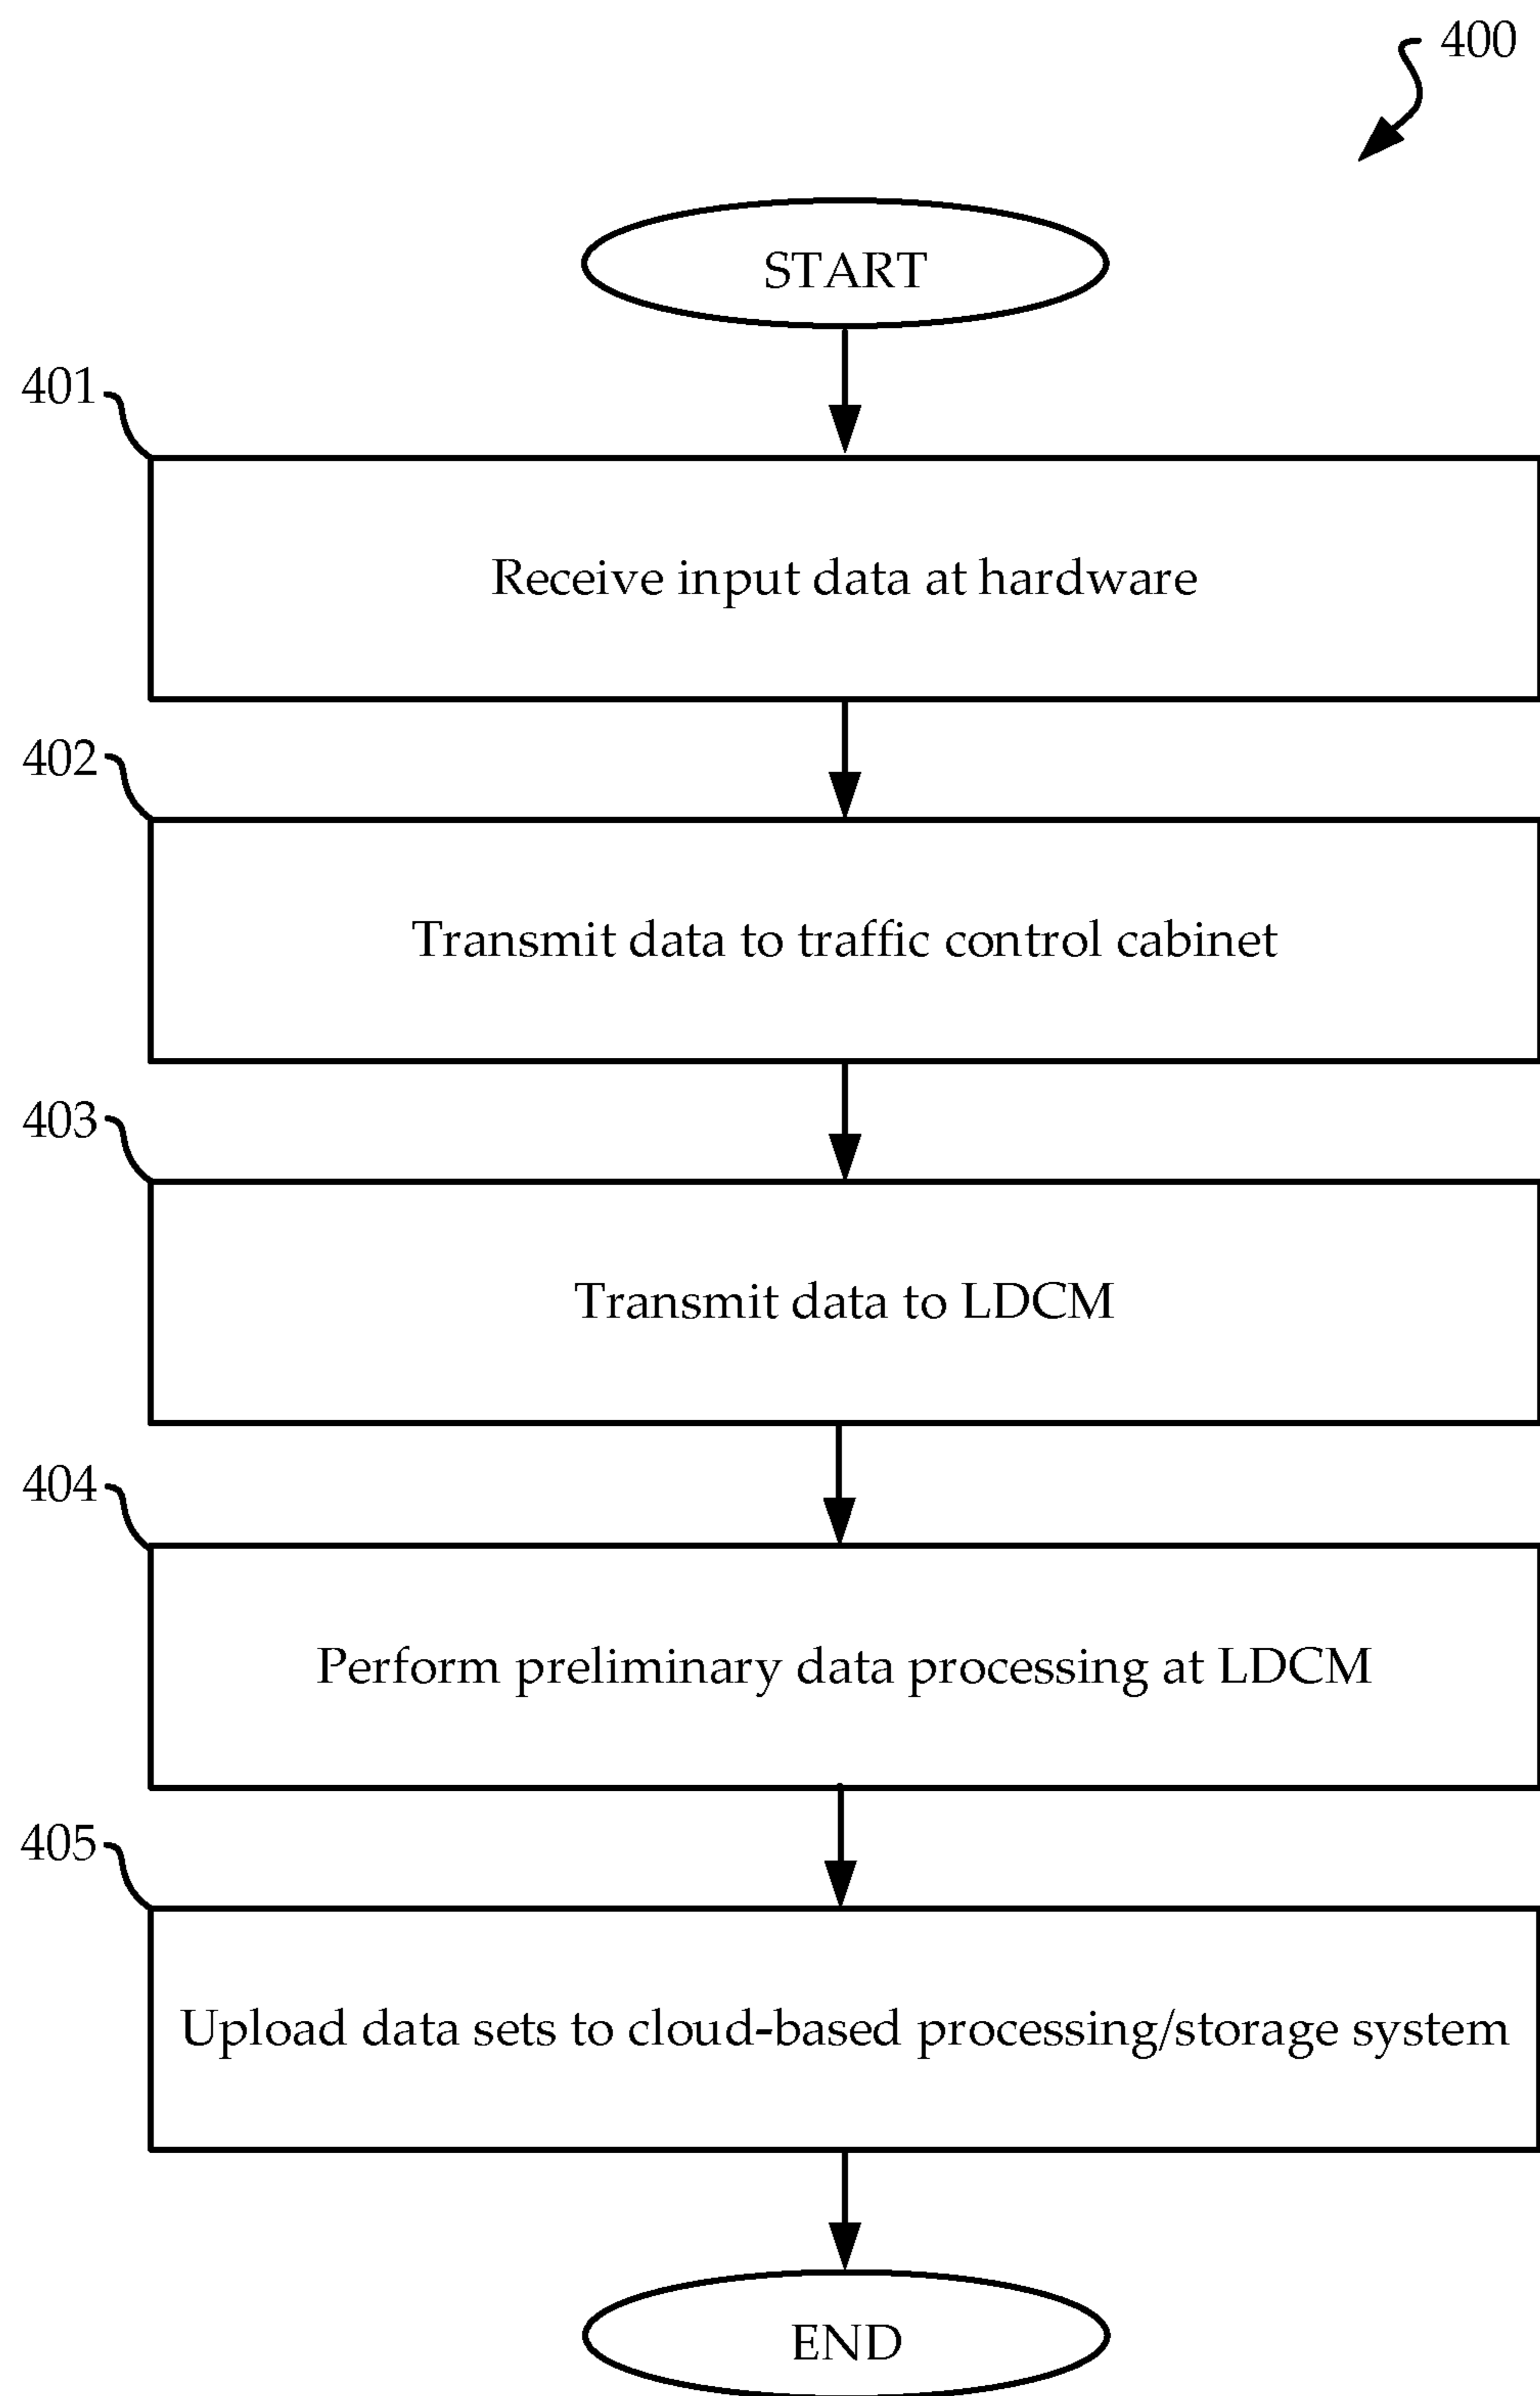 400
START
401
Receive input data at hardware
402
Transmit data to traffic control cabinet
403
Transmit data to LDCM
404
Perform preliminary data processing at LDCM
405
Upload data sets to cloud-based processing/storage system
END